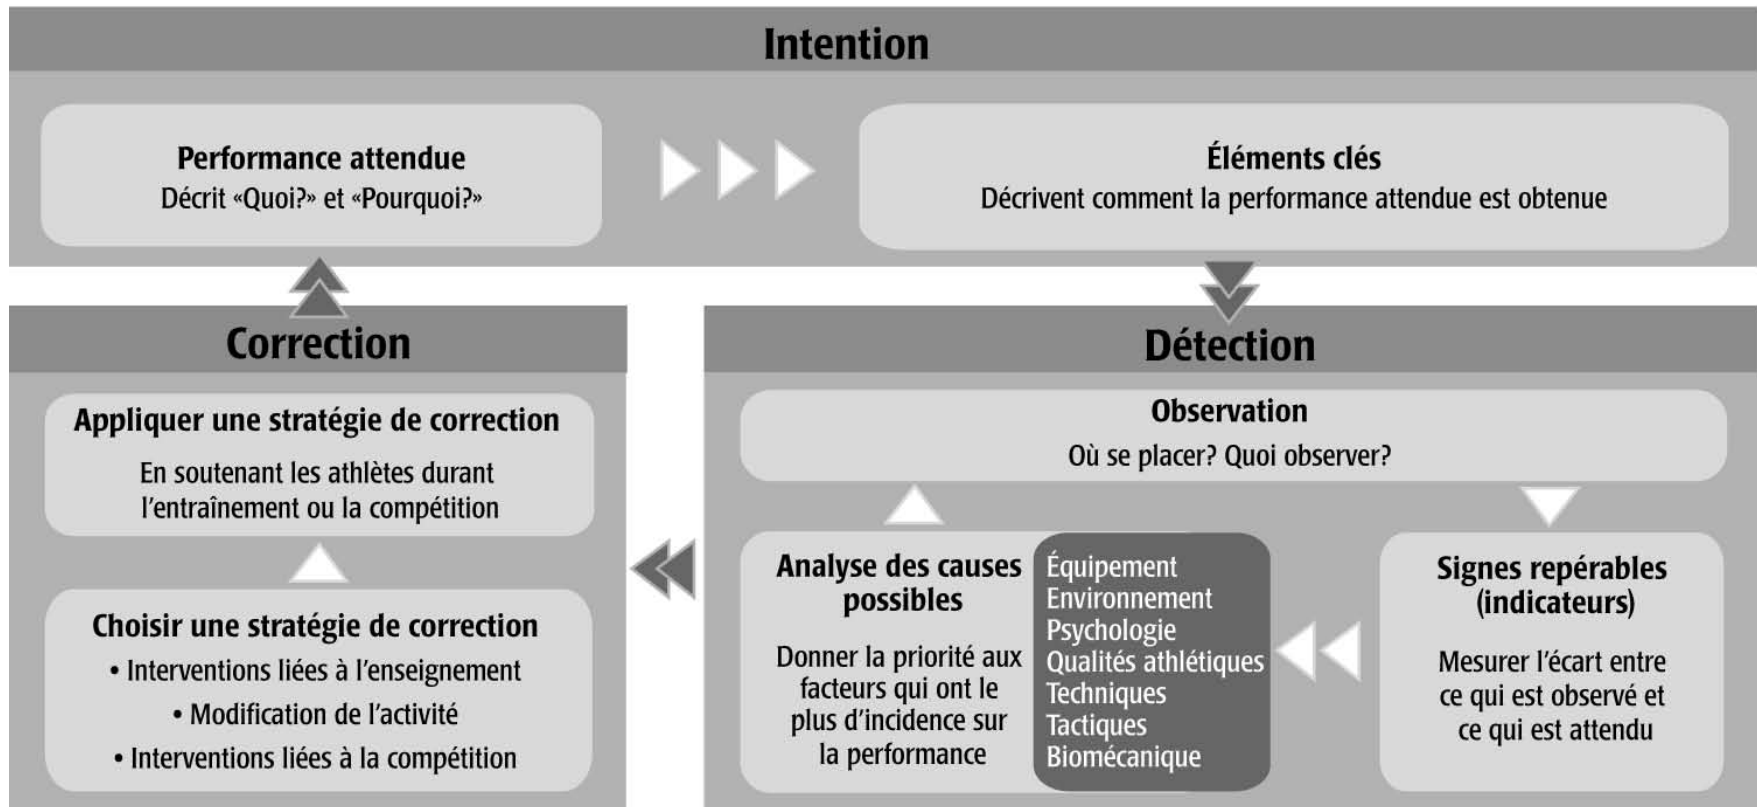 Intention
Performance attendue
Décrit «Quoi?» et «Pourquoi?»
Éléments clés
Décrivent comment la performance attendue est obtenue
Correction
Appliquer une stratégie de correction
En soutenant les athlètes durant
l'entraînement ou la compétition
Choisir une stratégie de correction
• Interventions liées à l'enseignement
• Modification de l'activité
• Interventions liées à la compétition
Détection
Observation
Où se placer? Quoi observer?
Analyse des causes
possibles
Donner la priorité aux
facteurs qui ont le
plus d'incidence sur
la performance
Équipement
Environnement
Psychologie
Qualités athlétiques
Techniques
Tactiques
Biomécanique
Signes repérables
(indicateurs)
Mesurer l'écart entre
ce qui est observé et
ce qui est attendu